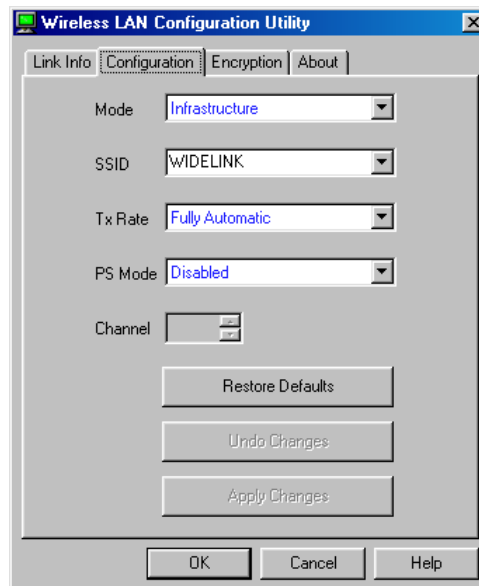 Wireless LAN Configuration Utility
Link Info Configuration Encryption About
Mode Infrastructure
SSID WIDELINK
Tx Rate Fully Automatic
PS Mode Disabled
Channel
Restore Defaults
Undo Changes
Apply Changes
OK Cancel Help